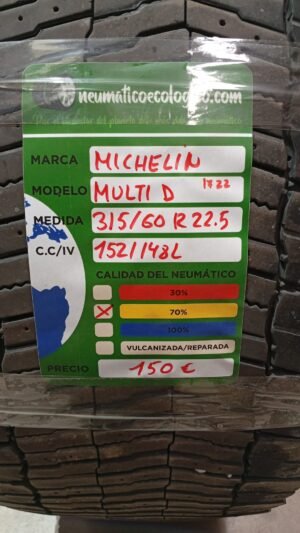 neumaticoecologico.com
MARCA MICHELIN
MODELO MULTI D 1722
MEDIDA 315/60 R 22.5
C.C/IV 152/148L
CALIDAD DEL NEUMÁTICO
30%
X 70%
100%
VULCANIZADA/REPARADA
PRECIO 150 €